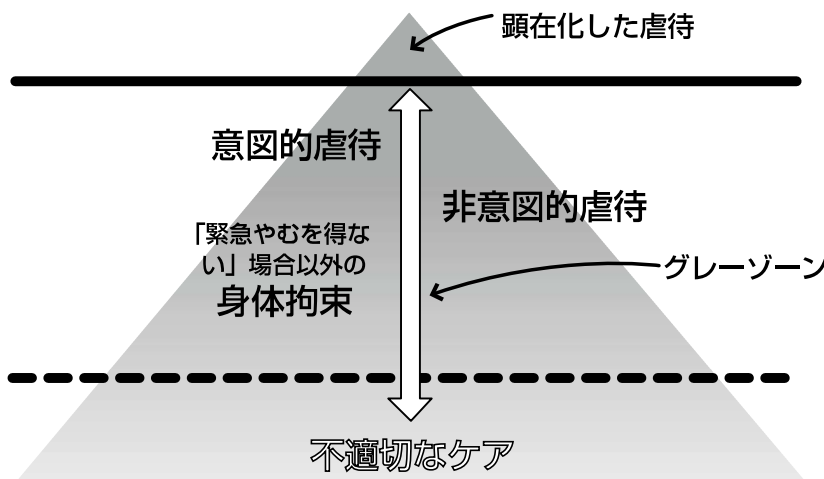 顕在化した虐待
意図的虐待
非意図的虐待
「緊急やむを得な
い」場合以外の
身体拘束
グレーゾーン
不適切なケア